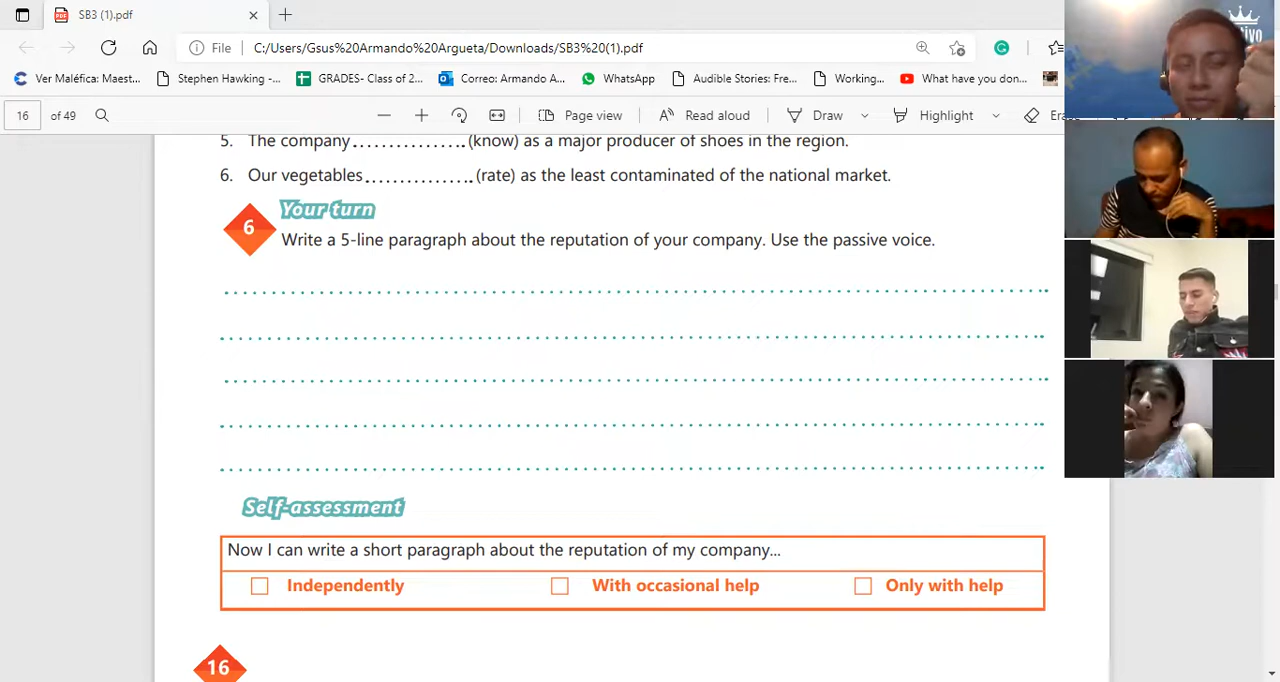 SB3 (1).pdf
File
C:/Users/Gsus%20Armando%20Argueta/Downloads/SB3%20(1).pdf
Ver Maléfica: Maest...
Stephen Hawking -...
GRADES- Class of 2...
Correo: Armando A...
WhatsApp
Audible Stories: Fre...
Working...
What have you don...
16 of 49
Page view
Read aloud
Draw
Highlight
5. The company................(know) as a major producer of shoes in the region.
6. Our vegetables................(rate) as the least contaminated of the national market.
6
Your turn
Write a 5-line paragraph about the reputation of your company. Use the passive voice.
Self-assessment
Now I can write a short paragraph about the reputation of my company...
Independently
With occasional help
Only with help
16